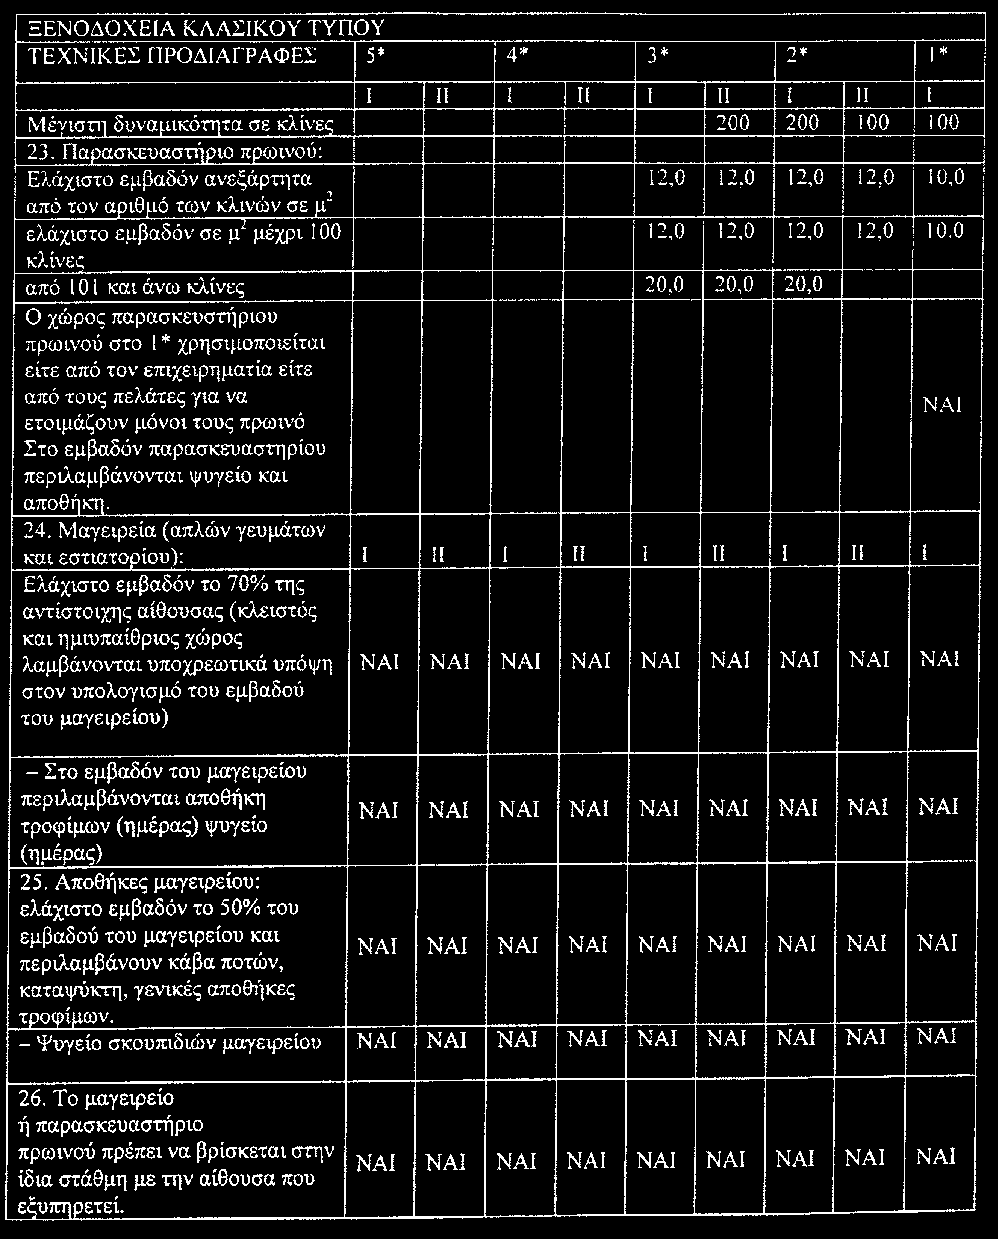 ΞΕΝΟΔΟΧΕΙΑ ΚΛΑΣΙΚΟΥ ΤΥΠΟΥ
ΤΕΧΝΙΚΕΣ ΠΡΟΔΙΑΓΡΑΦΕΣ 5* 4* 3* 2* 1*
I II I II I II I II I
Μέγιστη δυναμικότητα σε κλίνες 200 200 100 100
23. Παρασκευαστήριο πρωινού:
Ελάχιστο εμβαδόν ανεξάρτητα 12,0 12,0 12,0 12,0 10,0
από τον αριθμό των κλινών σε μ²
ελάχιστο εμβαδόν σε μ² μέχρι 100 12,0 12,0 12,0 12,0 10,0
κλίνες
από 101 και άνω κλίνες 20,0 20,0 20,0
Ο χώρος παρασκευστήριου
πρωινού στο 1* χρησιμοποιείται
είτε από τον επιχειρηματία είτε
από τους πελάτες για να ΝΑΙ
ετοιμάζουν μόνοι τους πρωινό
Στο εμβαδόν παρασκευαστηρίου
περιλαμβάνονται ψυγείο και
αποθήκη.
24. Μαγειρεία (απλών γευμάτων
και εστιατορίου): I II I II I II I II I
Ελάχιστο εμβαδόν το 70% της
αντίστοιχης αίθουσας (κλειστός
και ημιυπαίθριος χώρος
λαμβάνονται υποχρεωτικά υπόψη ΝΑΙ ΝΑΙ ΝΑΙ ΝΑΙ ΝΑΙ ΝΑΙ ΝΑΙ ΝΑΙ ΝΑΙ
στον υπολογισμό του εμβαδού
του μαγειρείου)
– Στο εμβαδόν του μαγειρείου
περιλαμβάνονται αποθήκη ΝΑΙ ΝΑΙ ΝΑΙ ΝΑΙ ΝΑΙ ΝΑΙ ΝΑΙ ΝΑΙ ΝΑΙ
τροφίμων (ημέρας) ψυγείο
(ημέρας)
25. Αποθήκες μαγειρείου:
ελάχιστο εμβαδόν το 50% του
εμβαδού του μαγειρείου και ΝΑΙ ΝΑΙ ΝΑΙ ΝΑΙ ΝΑΙ ΝΑΙ ΝΑΙ ΝΑΙ ΝΑΙ
περιλαμβάνουν κάβα ποτών,
καταψύκτη, γενικές αποθήκες
τροφίμων.
– Ψυγείο σκουπιδιών μαγειρείου ΝΑΙ ΝΑΙ ΝΑΙ ΝΑΙ ΝΑΙ ΝΑΙ ΝΑΙ ΝΑΙ ΝΑΙ
26. Το μαγειρείο
ή παρασκευαστήριο
πρωινού πρέπει να βρίσκεται στην ΝΑΙ ΝΑΙ ΝΑΙ ΝΑΙ ΝΑΙ ΝΑΙ ΝΑΙ ΝΑΙ ΝΑΙ
ίδια στάθμη με την αίθουσα που
εξυπηρετεί.